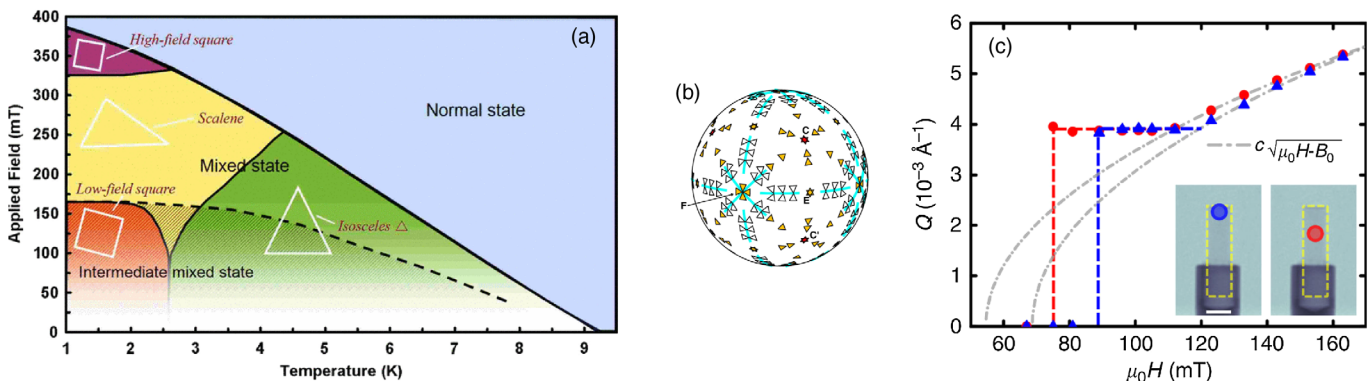 400
350
300
250
200
150
100
50
0
Applied Field (mT)
1
2
3
4
5
6
7
8
9
Temperature (K)
(a)
High-field square
Scalene
Normal state
Mixed state
Low-field square
Isosceles △
Intermediate mixed state
(b)
C
F
E
C'
(c)
6
5
4
3
2
1
0
Q (10⁻³ Å⁻¹)
c√μ₀H-B₀
60
80
100
120
140
160
μ₀H (mT)